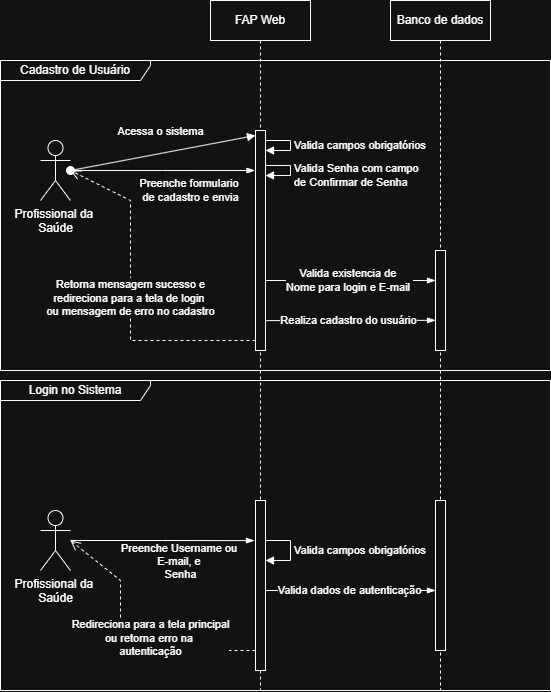 FAP Web
Banco de dados
Cadastro de Usuário
Acessa o sistema
Valida campos obrigatórios
Valida Senha com campo
de Confirmar de Senha
Preenche formulario
de cadastro e envia
Profissional da
Saúde
Valida existencia de
Nome para login e E-mail
Retorna mensagem sucesso e
redireciona para a tela de login
ou mensagem de erro no cadastro
Realiza cadastro do usuário
Login no Sistema
Preenche Username ou
E-mail, e
Senha
Valida campos obrigatórios
Profissional da
Saúde
Valida dados de autenticação
Redireciona para a tela principal
ou retorna erro na
autenticação